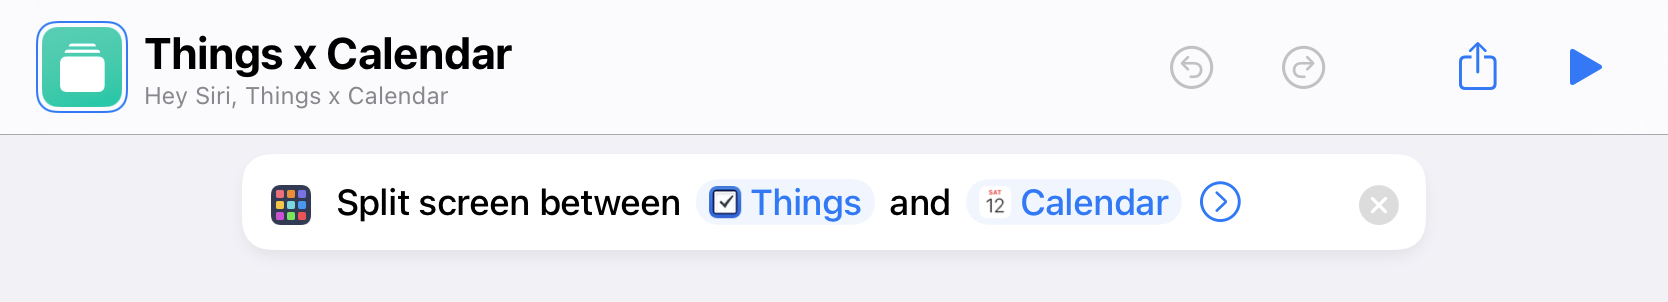 Things x Calendar
Hey Siri, Things x Calendar
Split screen between Things and SAT 12 Calendar